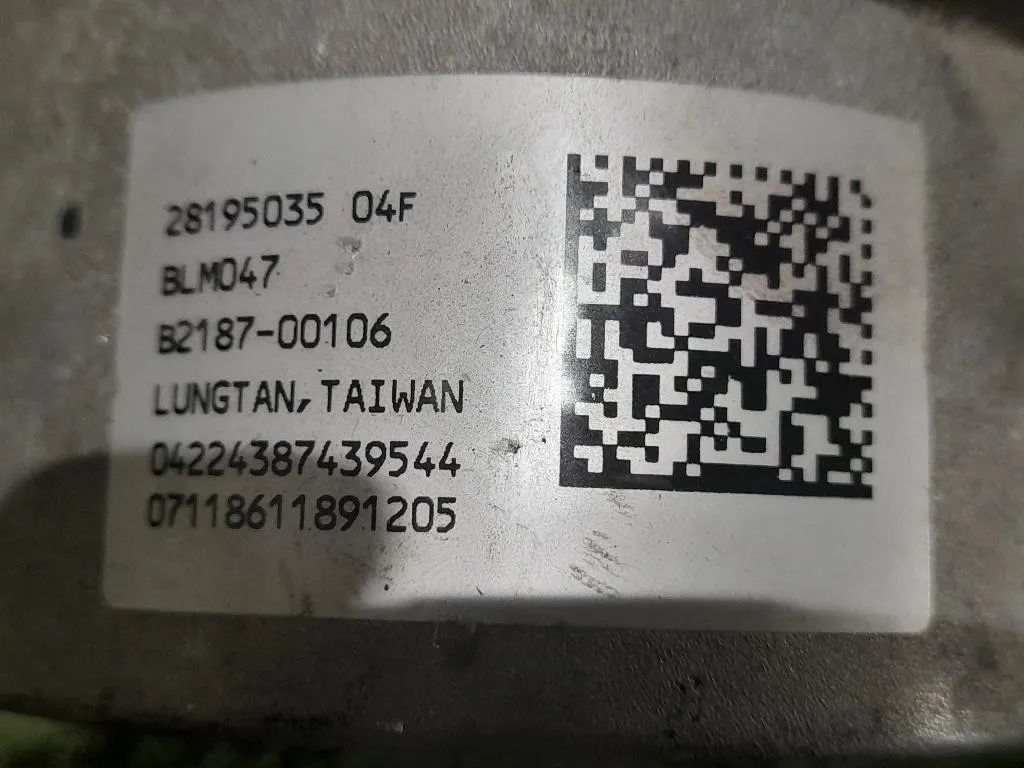 28195035 04F
BLM047
B2187-00106
LUNGTAN, TAIWAN
04224387439544
07118611891205